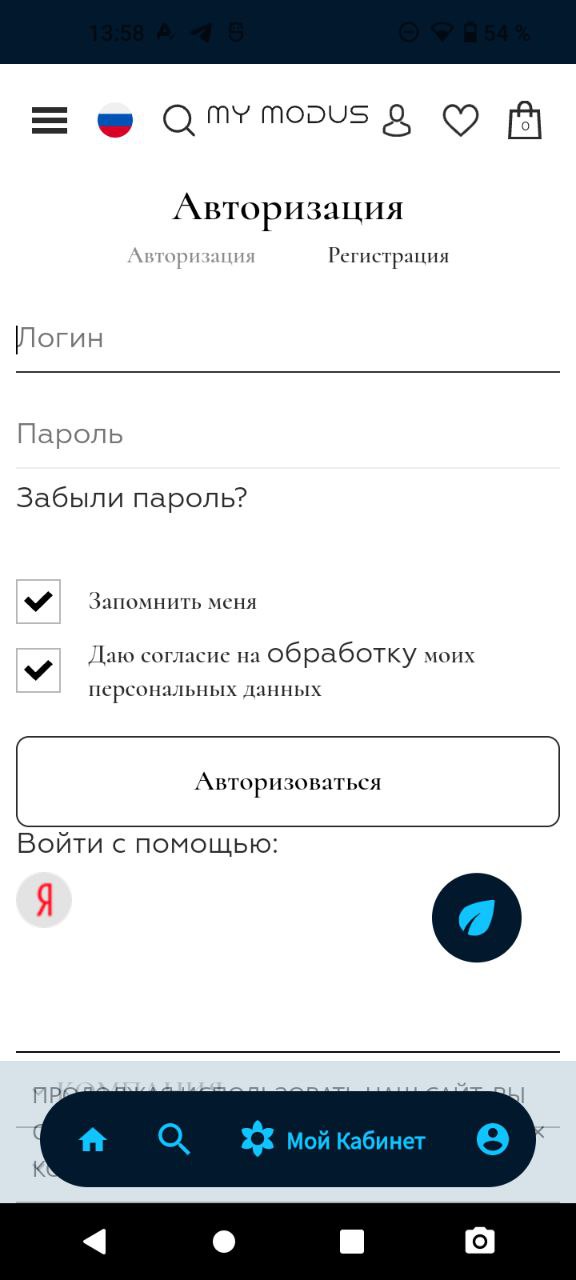 13:58
54 %
MY MODUS
0
Авторизация
Авторизация
Регистрация
Логин
Пароль
Забыли пароль?
Запомнить меня
Даю согласие на обработку моих
персональных данных
Авторизоваться
Войти с помощью:
Я
КОМПАНИЯ
ПРОДОЛЖАЯ ИСПОЛЬЗОВАТЬ НАШ САЙТ, ВЫ
Мой Кабинет